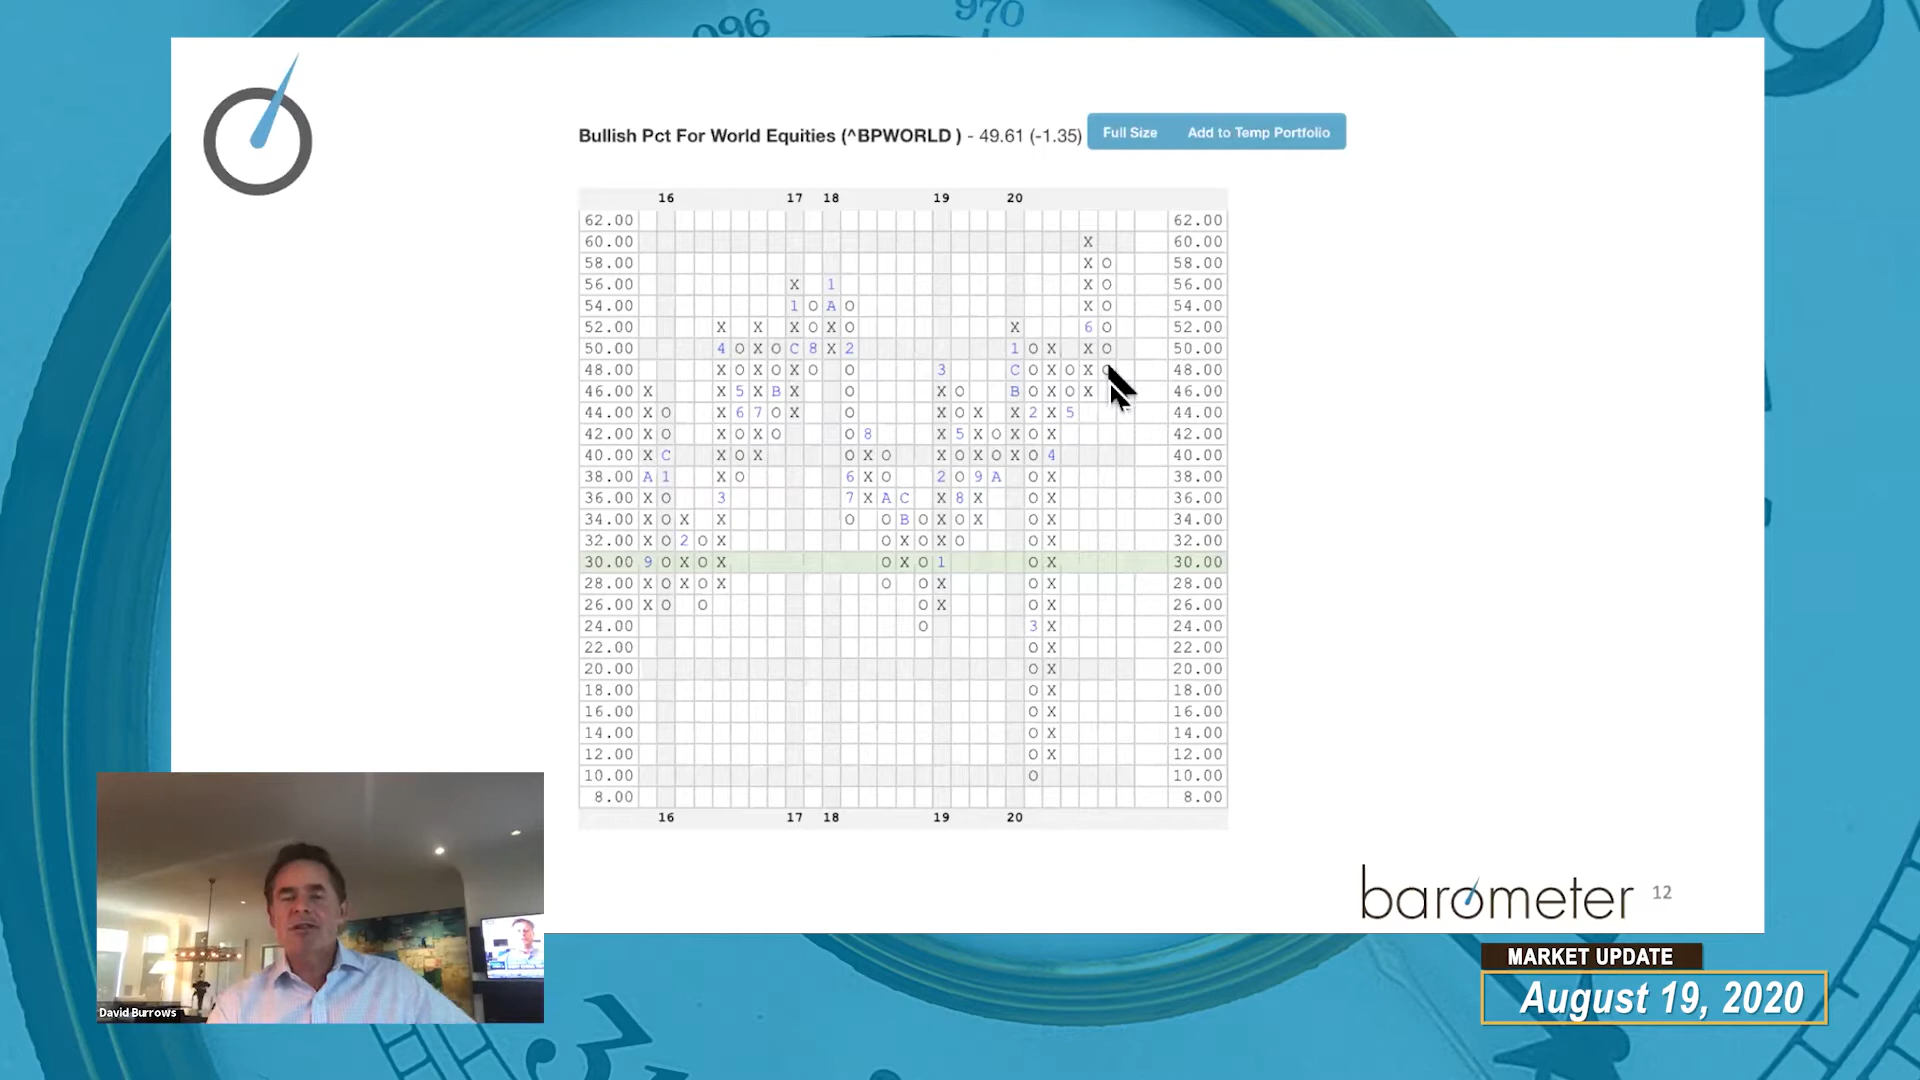 096 970
Bullish Pct For World Equities (^BPWORLD ) - 49.61 (-1.35) Full Size Add to Temp Portfolio
16 17 18 19 20
62.00 62.00
60.00 X 60.00
58.00 X O 58.00
56.00 X 1 X O 56.00
54.00 1 O A O X O 54.00
52.00 X X X O X O X 6 O 52.00
50.00 4 O X O C 8 X 2 1 O X X O 50.00
48.00 X O X O X O O 3 C O X O X O 48.00
46.00 X X 5 X B X O X O B O X O X 46.00
44.00 X O X 6 7 O X O X O X X 2 X 5 44.00
42.00 X O X O X O O 8 X 5 X O X O X 42.00
40.00 X C X O X O X O X O X O X O 4 40.00
38.00 A 1 X O 6 X O 2 O 9 A O X 38.00
36.00 X O 3 7 X A C X 8 X O X 36.00
34.00 X O X X O O B O X O X O X 34.00
32.00 X O 2 O X O X O X O O X 32.00
30.00 9 O X O X O X O 1 O X 30.00
28.00 X O X O X O O X O X 28.00
26.00 X O O O X O X 26.00
24.00 O 3 X 24.00
22.00 O X 22.00
20.00 O X 20.00
18.00 O X 18.00
16.00 O X 16.00
14.00 O X 14.00
12.00 O X 12.00
10.00 O 10.00
8.00 8.00
16 17 18 19 20
barometer 12
David Burrows
MARKET UPDATE
August 19, 2020